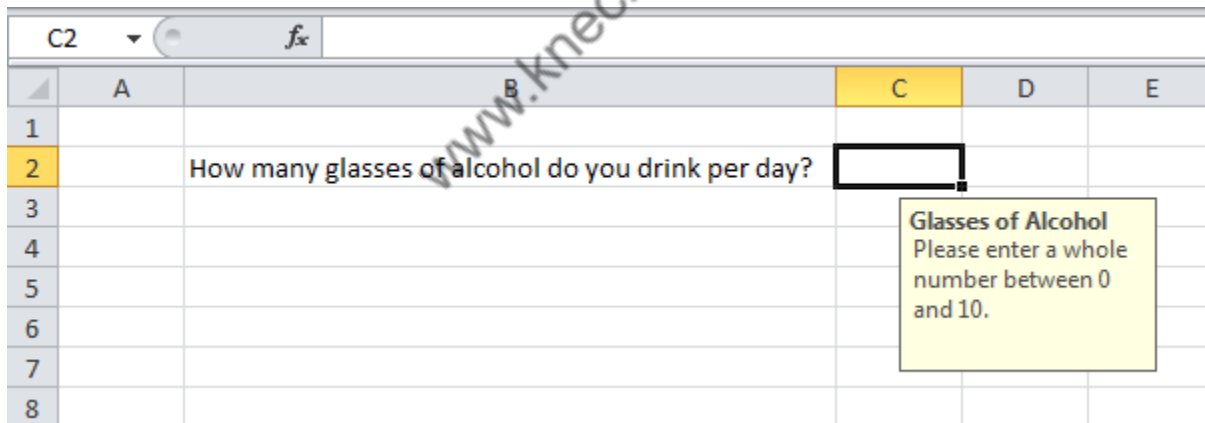 C2 fx
A B C D E
1
2 How many glasses of alcohol do you drink per day?
3
Glasses of Alcohol
4
Please enter a whole
5
number between 0
6
and 10.
7
8
www.knec